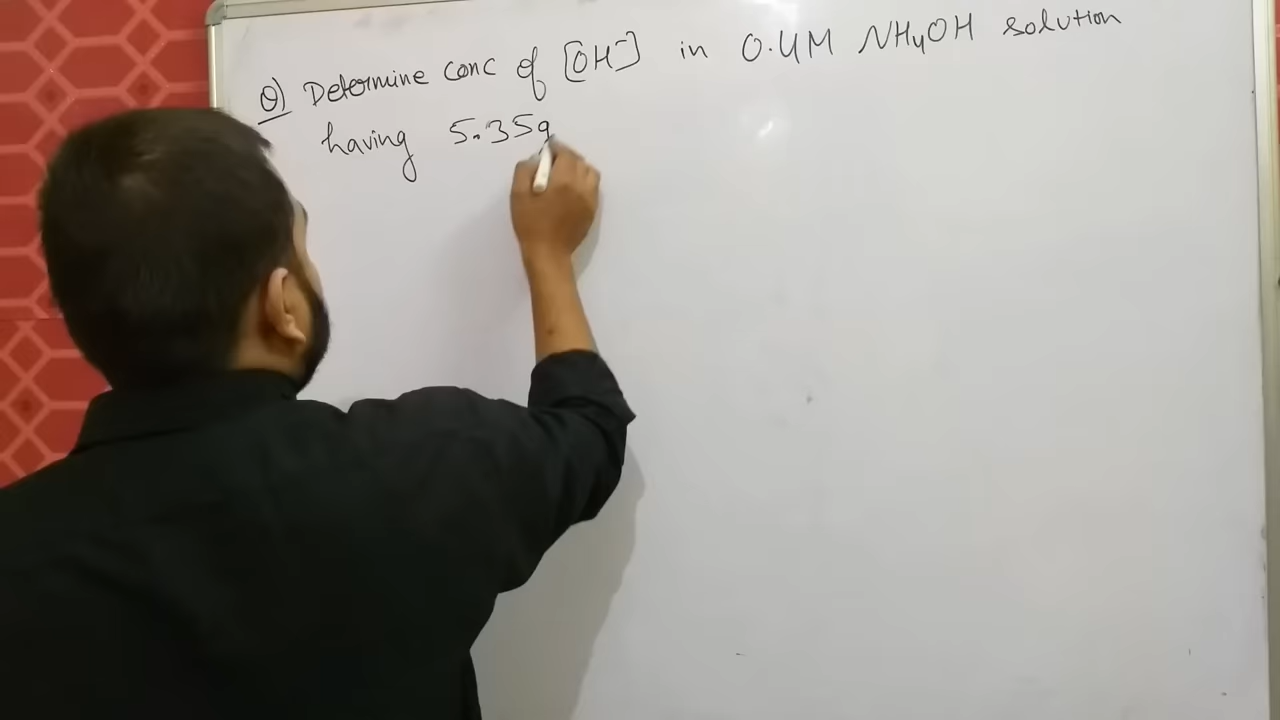 Q) Determine conc of [OH⁻] in 0.4M NH₄OH solution
having 5.35g